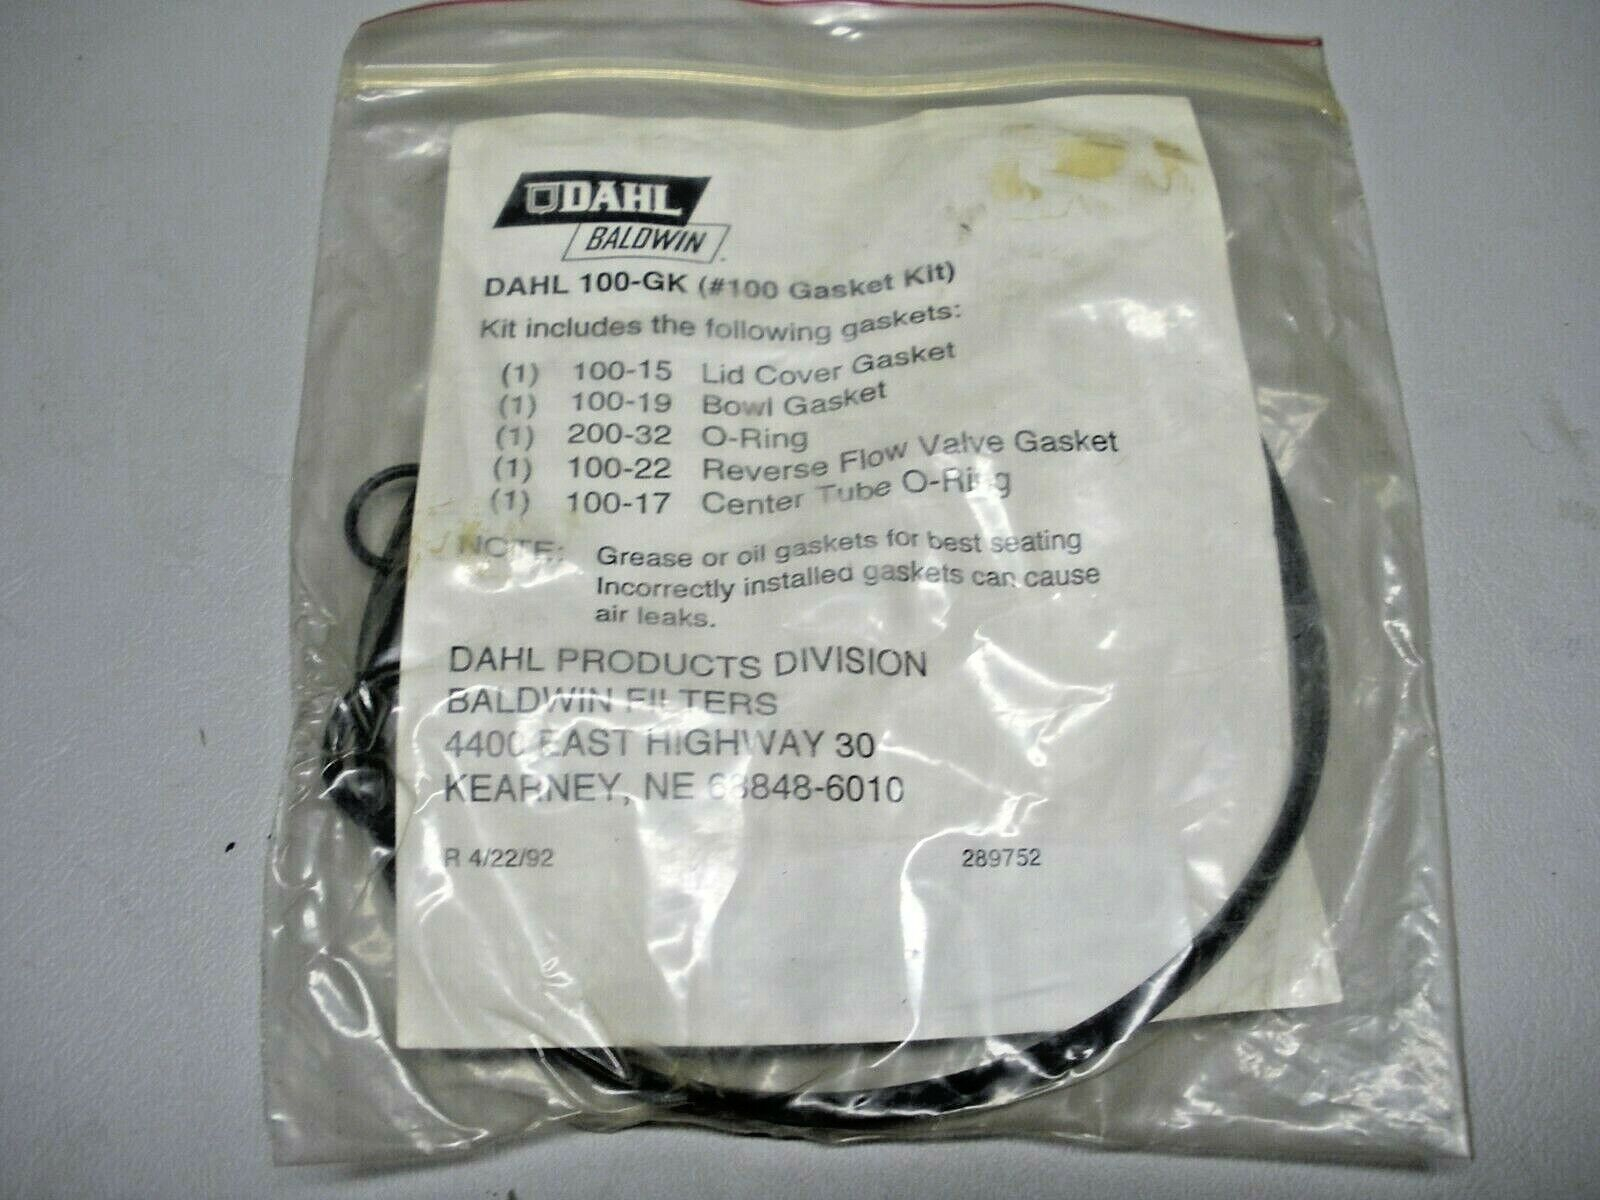 DAHL
BALDWIN
DAHL 100-GK (#100 Gasket Kit)
Kit includes the following gaskets:
(1) 100-15 Lid Cover Gasket
(1) 100-19 Bowl Gasket
(1) 200-32 O-Ring
(1) 100-22 Reverse Flow Valve Gasket
(1) 100-17 Center Tube O-Ring
NOTE: Grease or oil gaskets for best seating
Incorrectly installed gaskets can cause
air leaks.
DAHL PRODUCTS DIVISION
BALDWIN FILTERS
4400 EAST HIGHWAY 30
KEARNEY, NE 68848-6010
R 4/22/92 289752